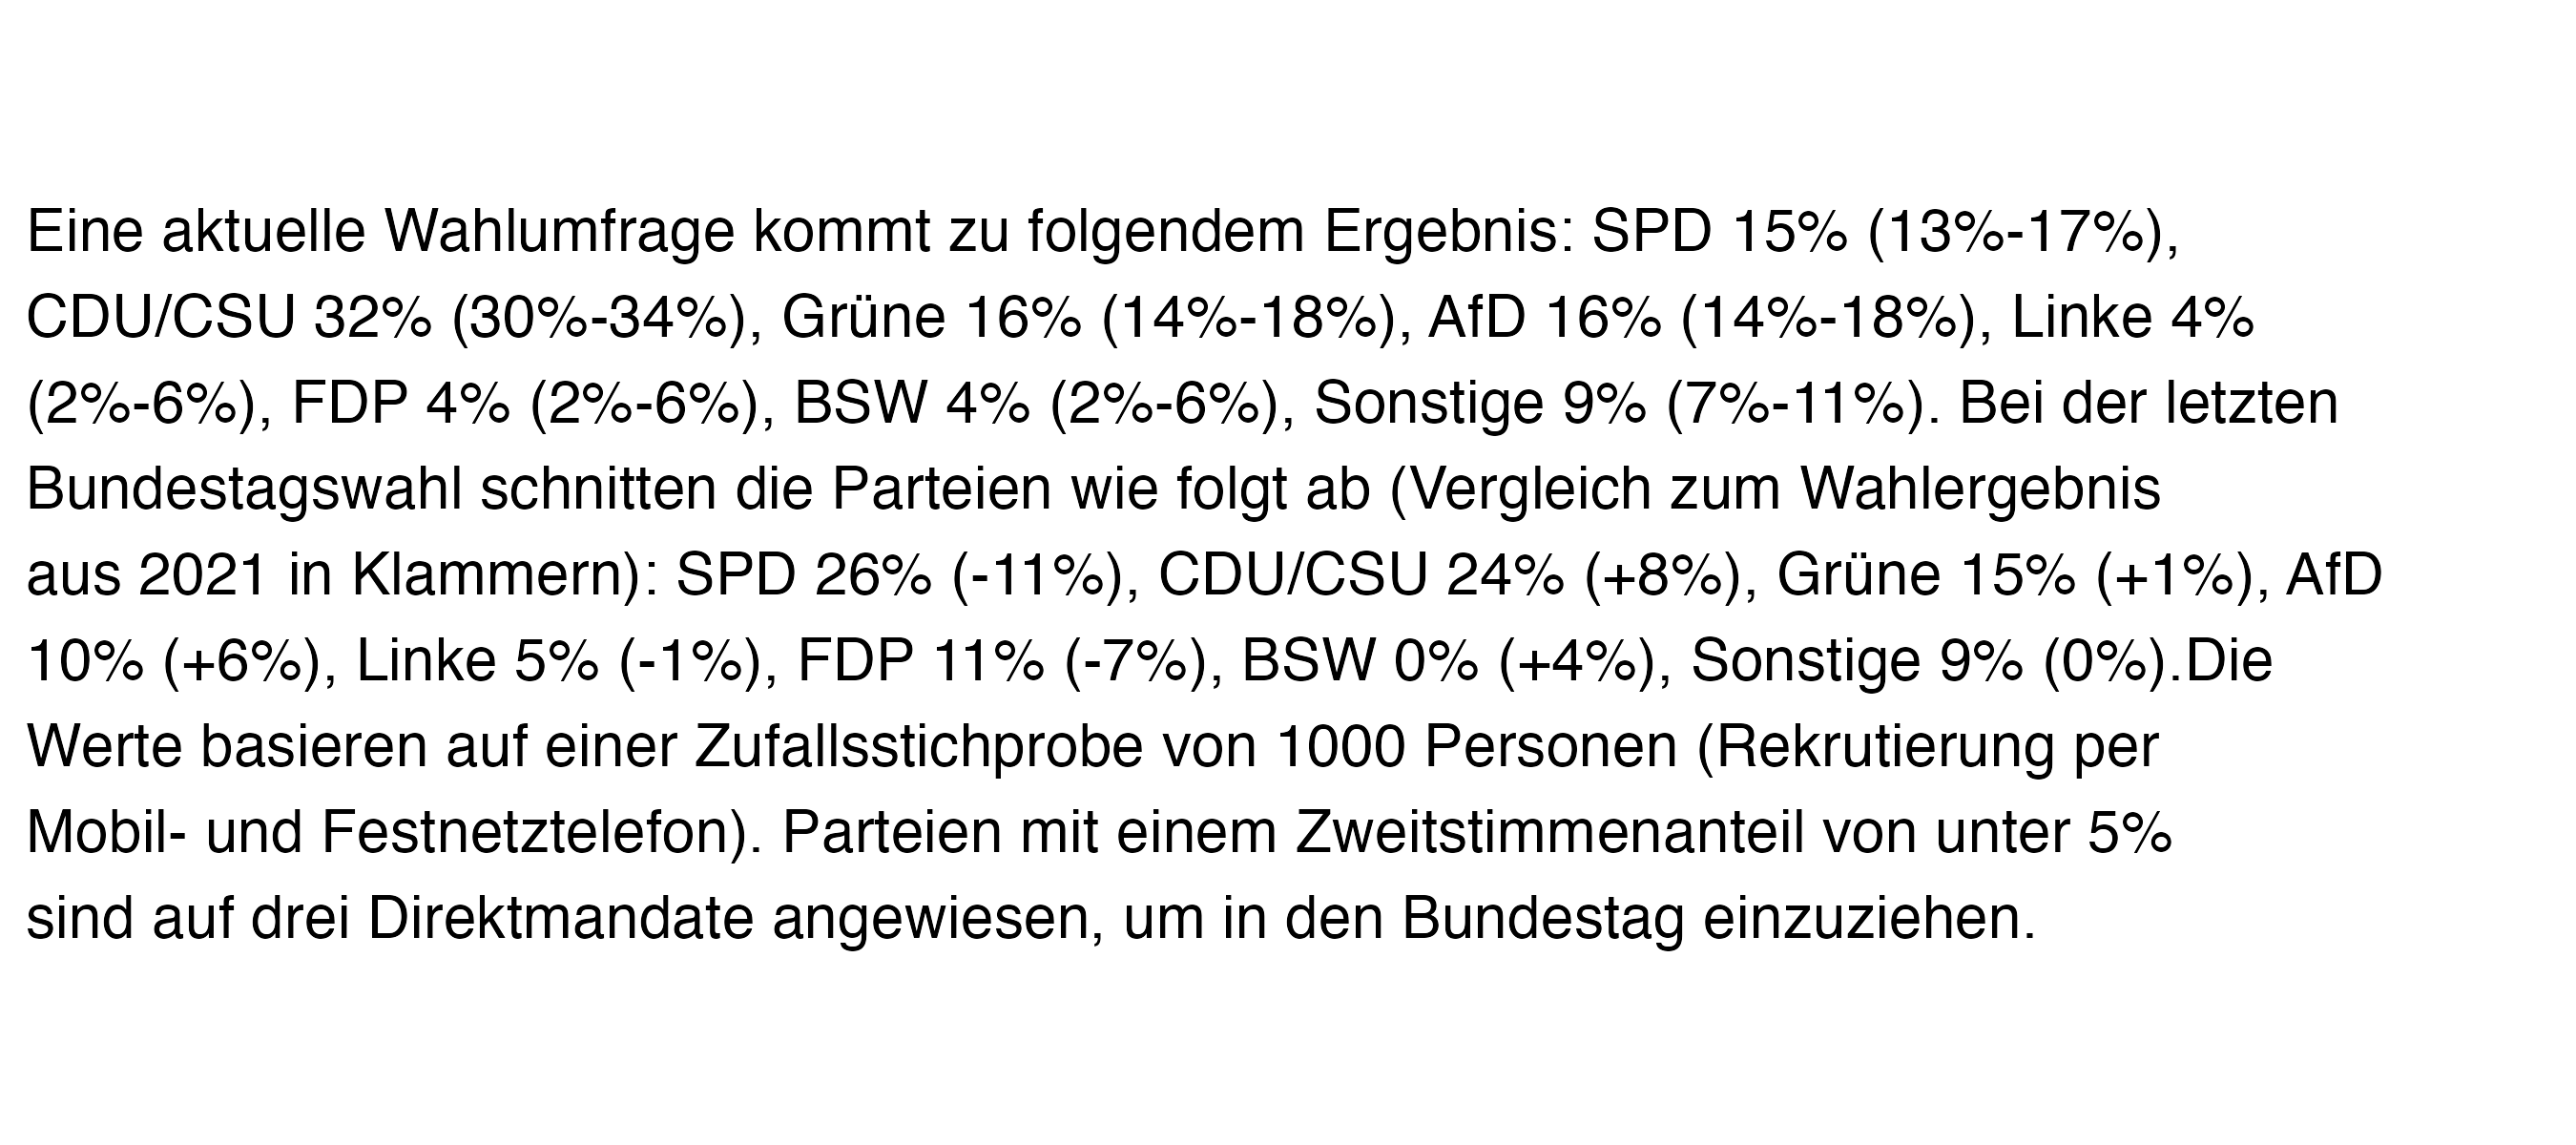 Eine aktuelle Wahlumfrage kommt zu folgendem Ergebnis: SPD 15% (13%-17%),
CDU/CSU 32% (30%-34%), Grüne 16% (14%-18%), AfD 16% (14%-18%), Linke 4%
(2%-6%), FDP 4% (2%-6%), BSW 4% (2%-6%), Sonstige 9% (7%-11%). Bei der letzten
Bundestagswahl schnitten die Parteien wie folgt ab (Vergleich zum Wahlergebnis
aus 2021 in Klammern): SPD 26% (-11%), CDU/CSU 24% (+8%), Grüne 15% (+1%), AfD
10% (+6%), Linke 5% (-1%), FDP 11% (-7%), BSW 0% (+4%), Sonstige 9% (0%).Die
Werte basieren auf einer Zufallsstichprobe von 1000 Personen (Rekrutierung per
Mobil- und Festnetztelefon). Parteien mit einem Zweitstimmenanteil von unter 5%
sind auf drei Direktmandate angewiesen, um in den Bundestag einzuziehen.